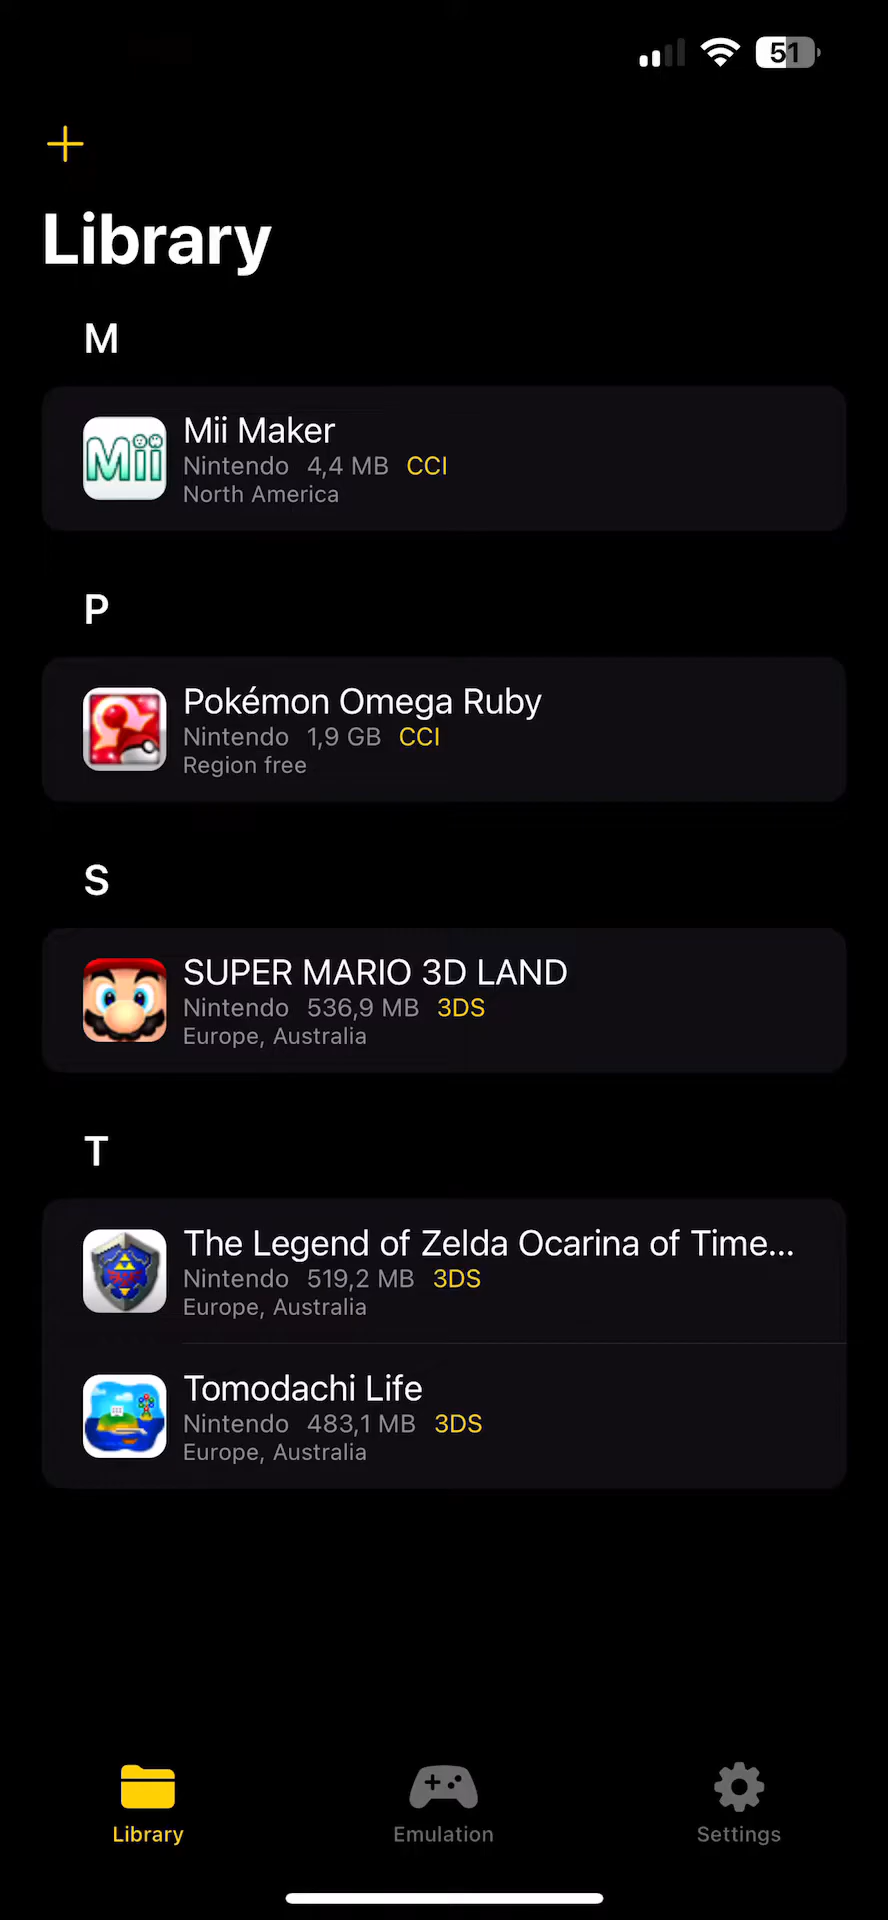 51
Library
M
Mii
Mii Maker
Nintendo 4,4 MB CCI
North America
P
Pokémon Omega Ruby
Nintendo 1,9 GB CCI
Region free
S
SUPER MARIO 3D LAND
Nintendo 536,9 MB 3DS
Europe, Australia
T
The Legend of Zelda Ocarina of Time...
Nintendo 519,2 MB 3DS
Europe, Australia
Tomodachi Life
Nintendo 483,1 MB 3DS
Europe, Australia
Library
Emulation
Settings